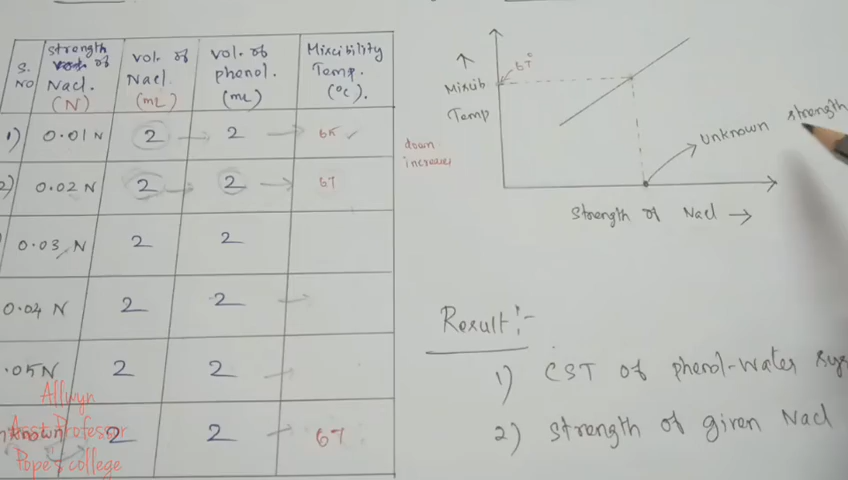 S. NO
strength of Nacl. (N)
vol. of Nacl. (mL)
vol. of phenol. (mL)
Miscibility Temp. (°C).
1) 0.01 N 2 2 65
2) 0.02 N 2 2 67
0.03 N 2 2
0.04 N 2 2
.05 N 2 2
2 2 67
down
increases
Allwyn
Asst Professor
Pope's college
67°
Miscib
Temp
unknown strength
strength of Nacl
Result:-
1) CST of phenol-water sys
2) strength of given Nacl